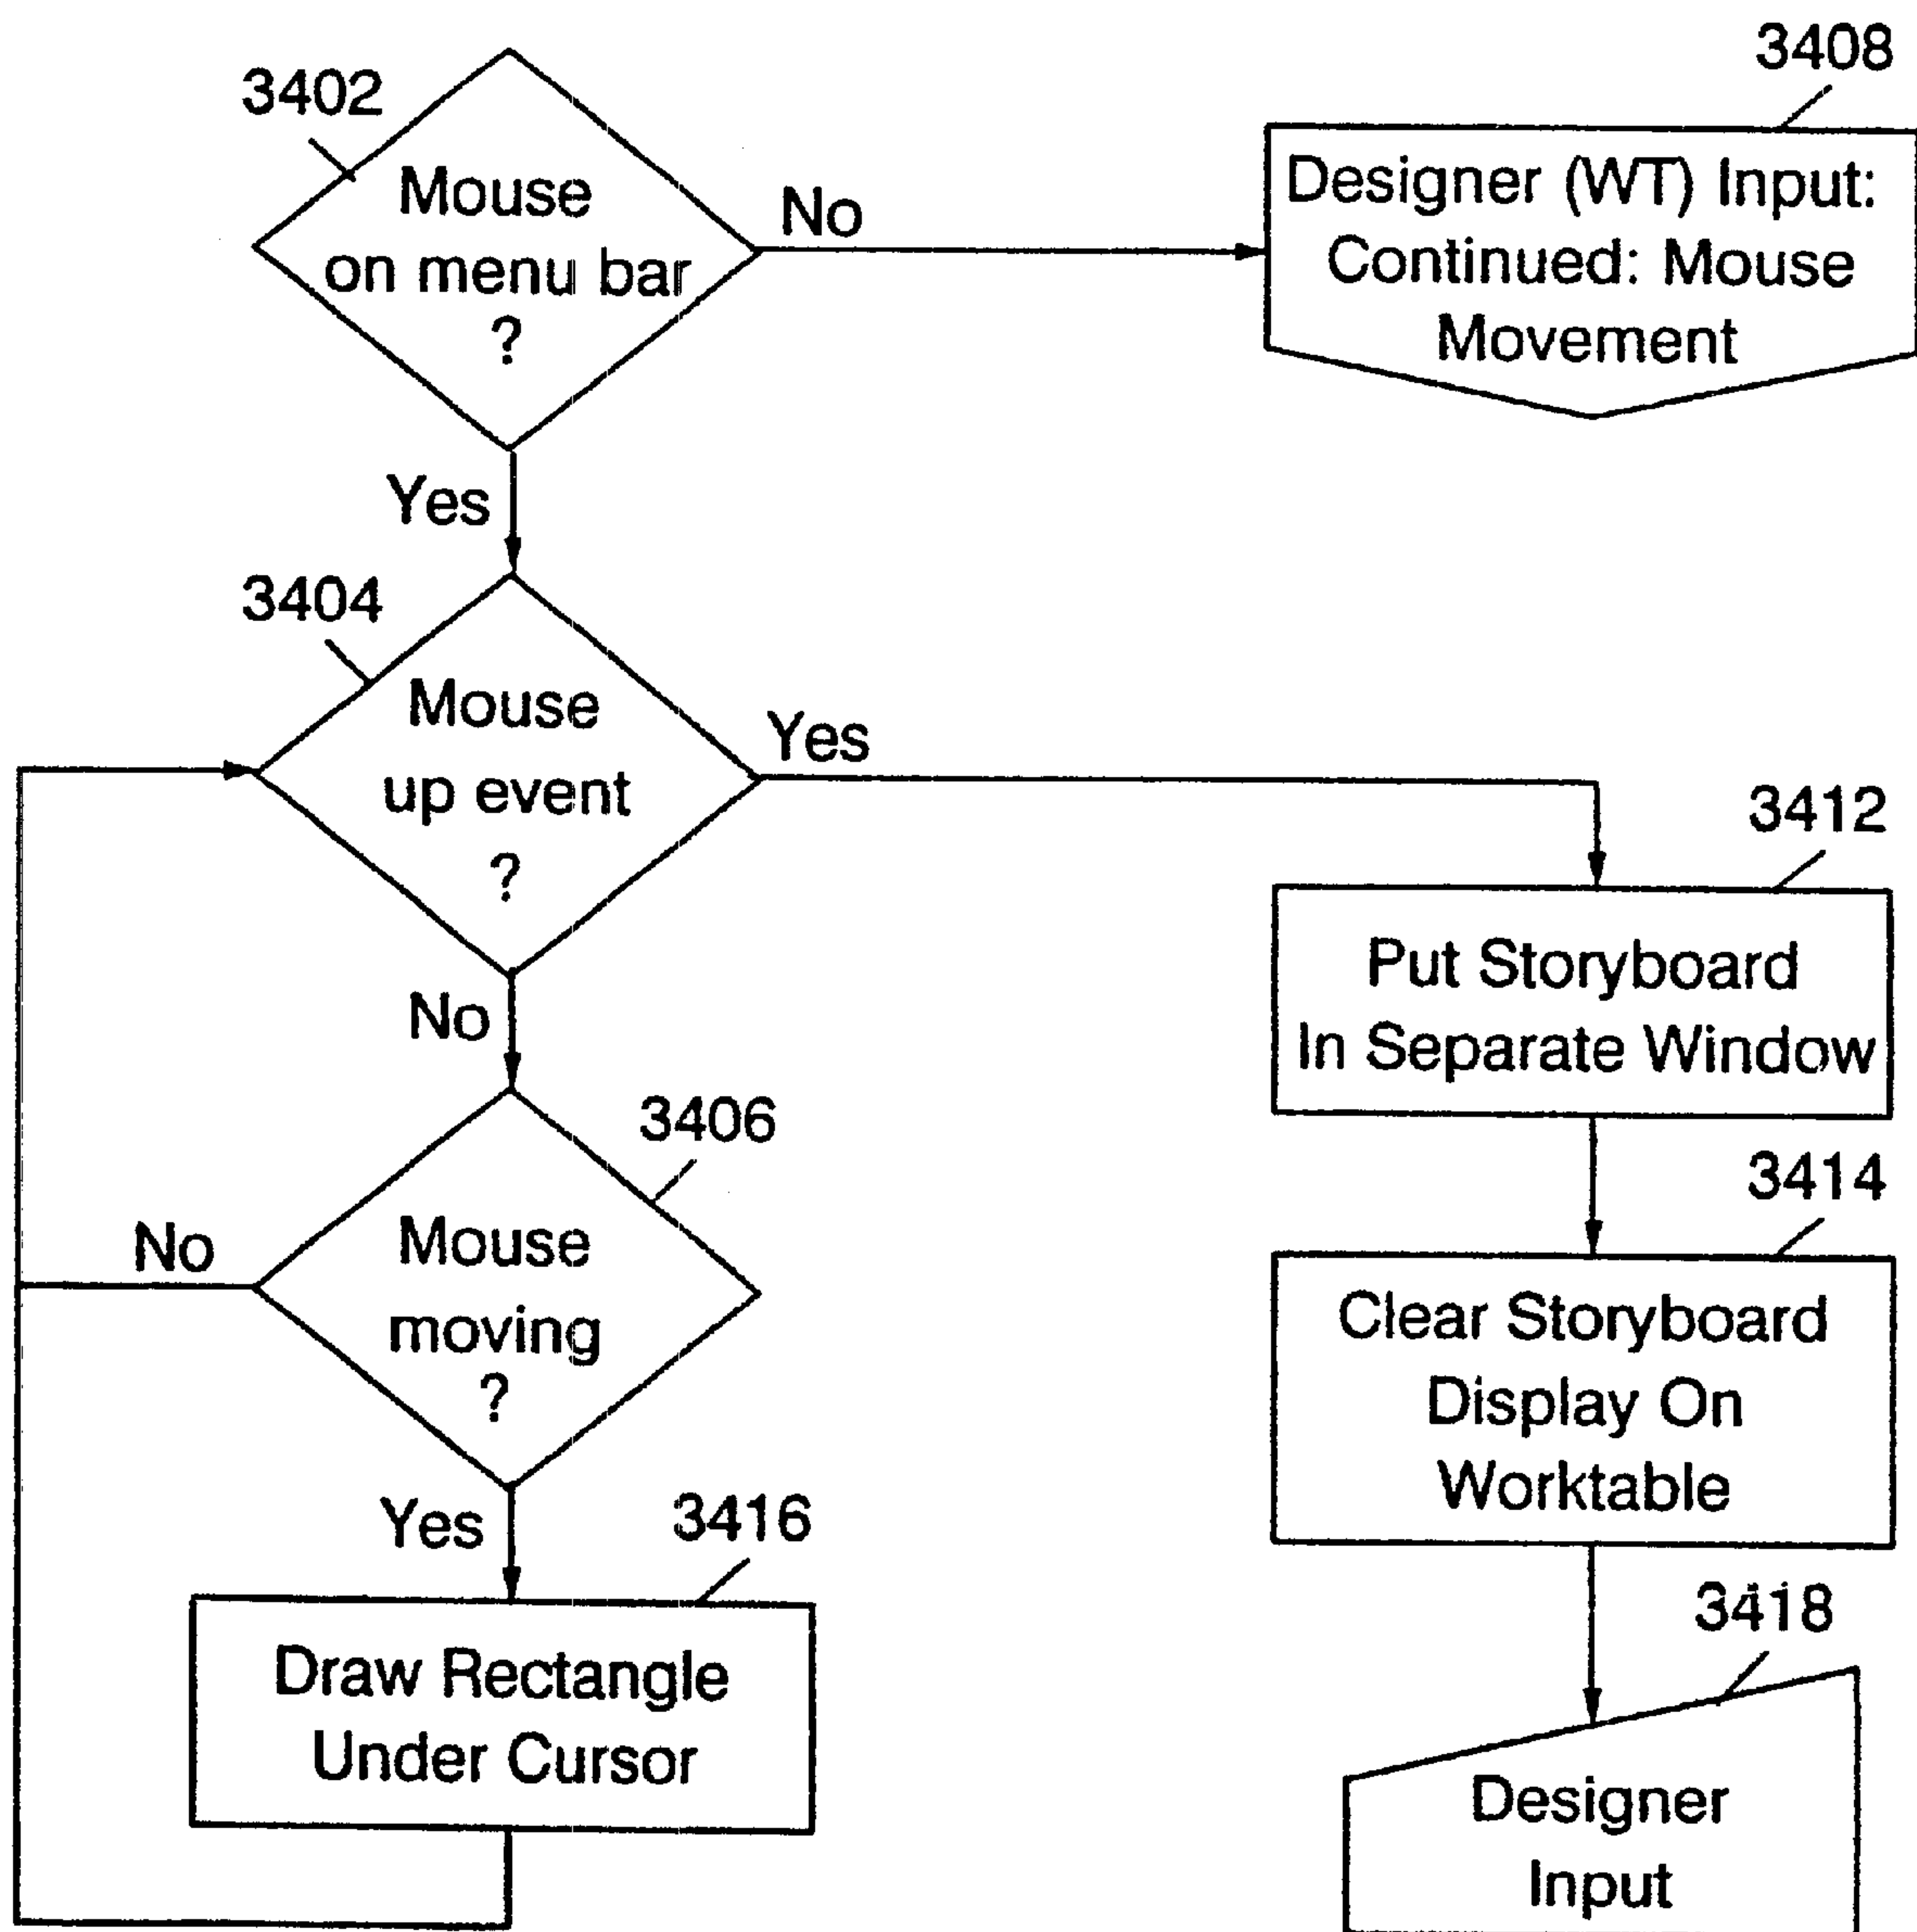 3402
Mouse
on menu bar
?
No
3408
Designer (WT) Input:
Continued: Mouse
Movement
Yes
3404
Mouse
up event
?
Yes
3412
Put Storyboard
In Separate Window
No
3406
Mouse
moving
?
No
3414
Clear Storyboard
Display On
Worktable
Yes
3416
Draw Rectangle
Under Cursor
3418
Designer
Input